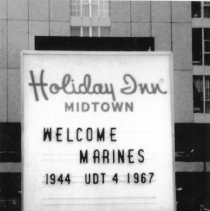 Holiday Inn
MIDTOWN
WELCOME
MARINES
1944 UDT 4 1967